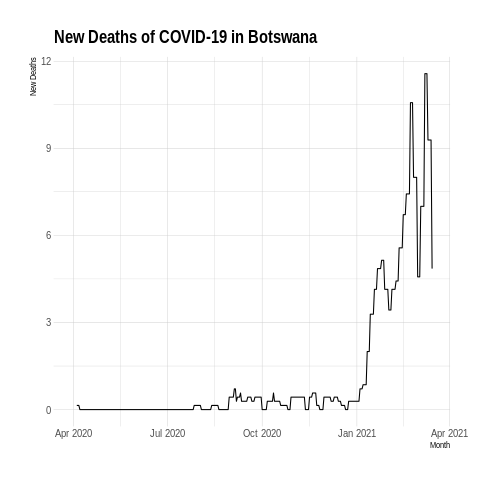 New Deaths of COVID-19 in Botswana
New Deaths
12
9
6
3
0
Apr 2020
Jul 2020
Oct 2020
Jan 2021
Apr 2021
Month